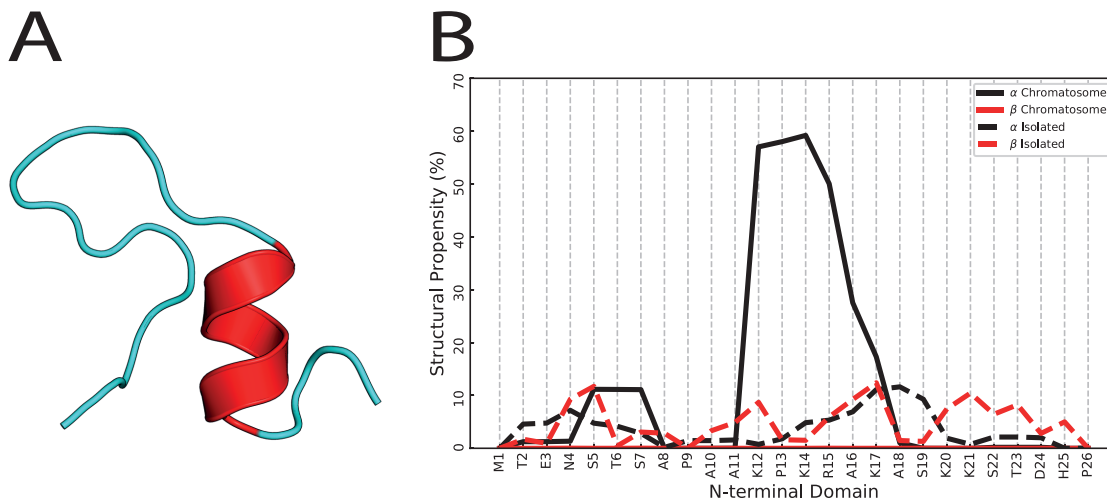 A
B
70
60
50
40
30
20
10
0
Structural Propensity (%)
α Chromatosome
β Chromatosome
α Isolated
β Isolated
M1 T2 E3 N4 S5 T6 S7 A8 P9 A10 A11 K12 P13 K14 R15 A16 K17 A18 S19 K20 K21 S22 T23 D24 H25 P26
N-terminal Domain